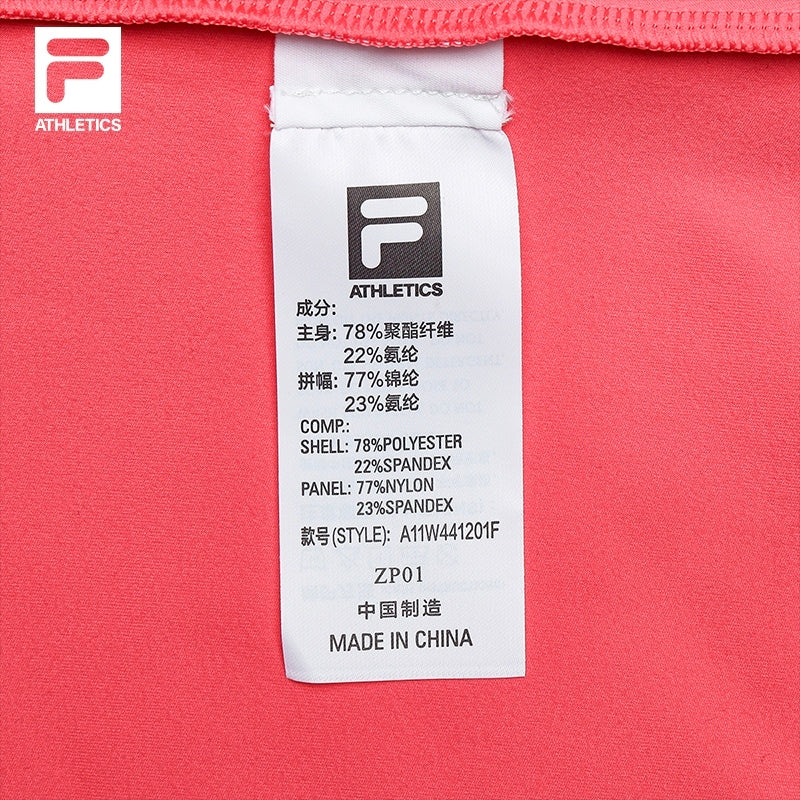 F
ATHLETICS
F
ATHLETICS
成分:
主身: 78%聚酯纤维
22%氨纶
拼幅: 77%锦纶
23%氨纶
COMP.:
SHELL: 78%POLYESTER
22%SPANDEX
PANEL: 77%NYLON
23%SPANDEX
款号(STYLE): A11W441201F
ZP01
中国制造
MADE IN CHINA